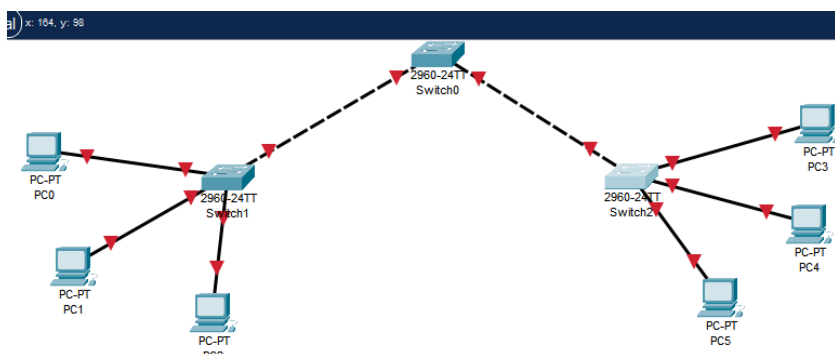 al x: 164, y: 98
2960-24TT
Switch0
PC-PT
PC0
2960-24TT
Switch1
PC-PT
PC1
PC-PT
2960-24TT
Switch2
PC-PT
PC3
PC-PT
PC4
PC-PT
PC5